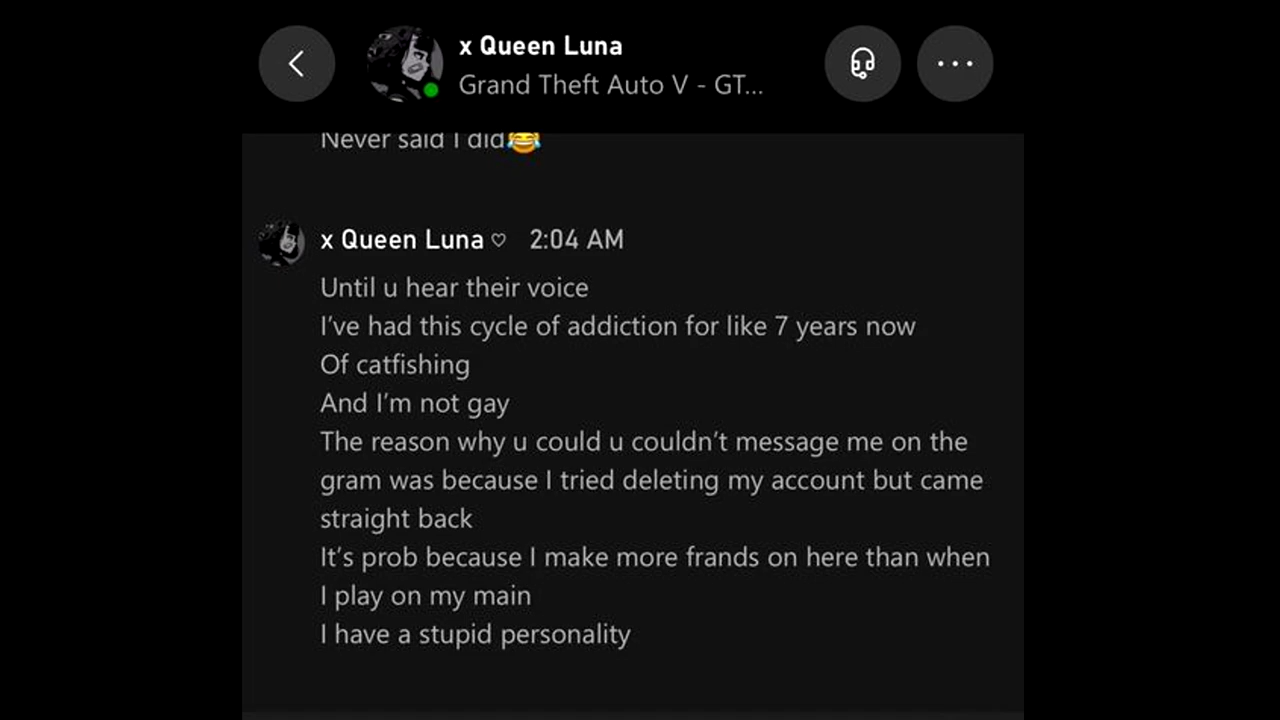 x Queen Luna
Grand Theft Auto V - GT...
Never said I did😂
x Queen Luna ♡ 2:04 AM
Until u hear their voice
I've had this cycle of addiction for like 7 years now
Of catfishing
And I'm not gay
The reason why u could u couldn't message me on the
gram was because I tried deleting my account but came
straight back
It's prob because I make more frands on here than when
I play on my main
I have a stupid personality